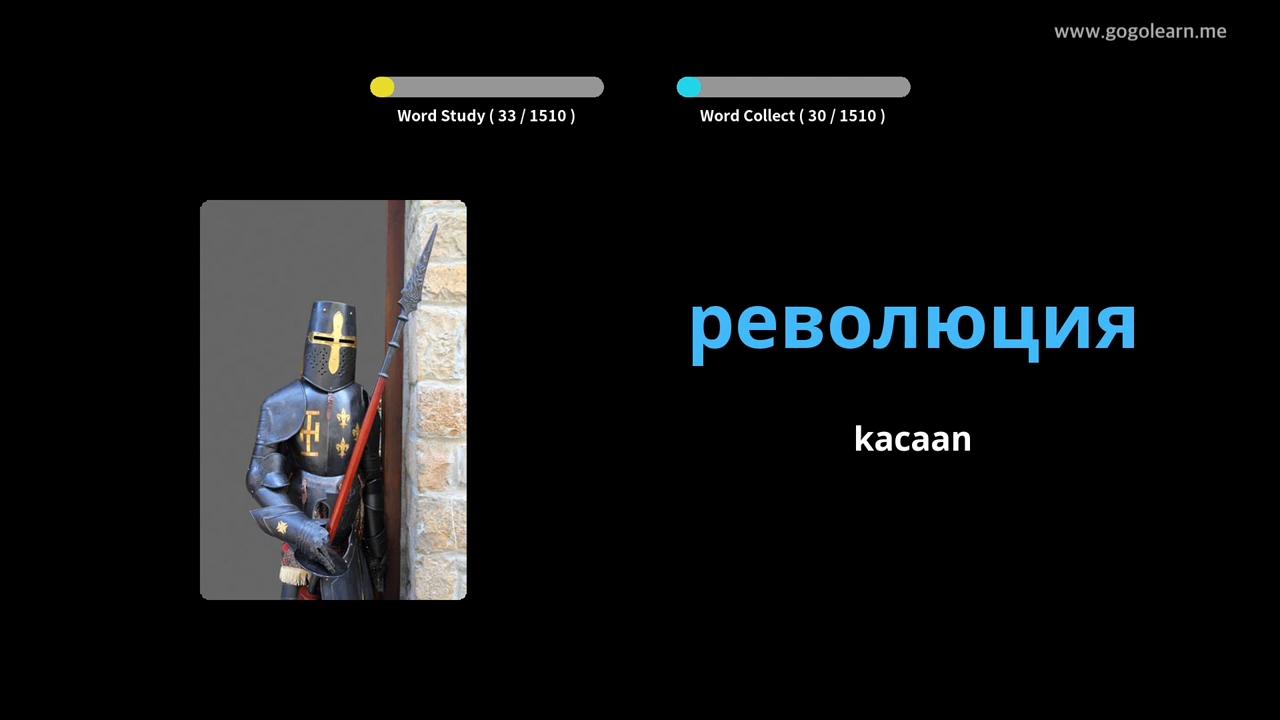 www.gogolearn.me
Word Study ( 33 / 1510 )
Word Collect ( 30 / 1510 )
революция
kacaan